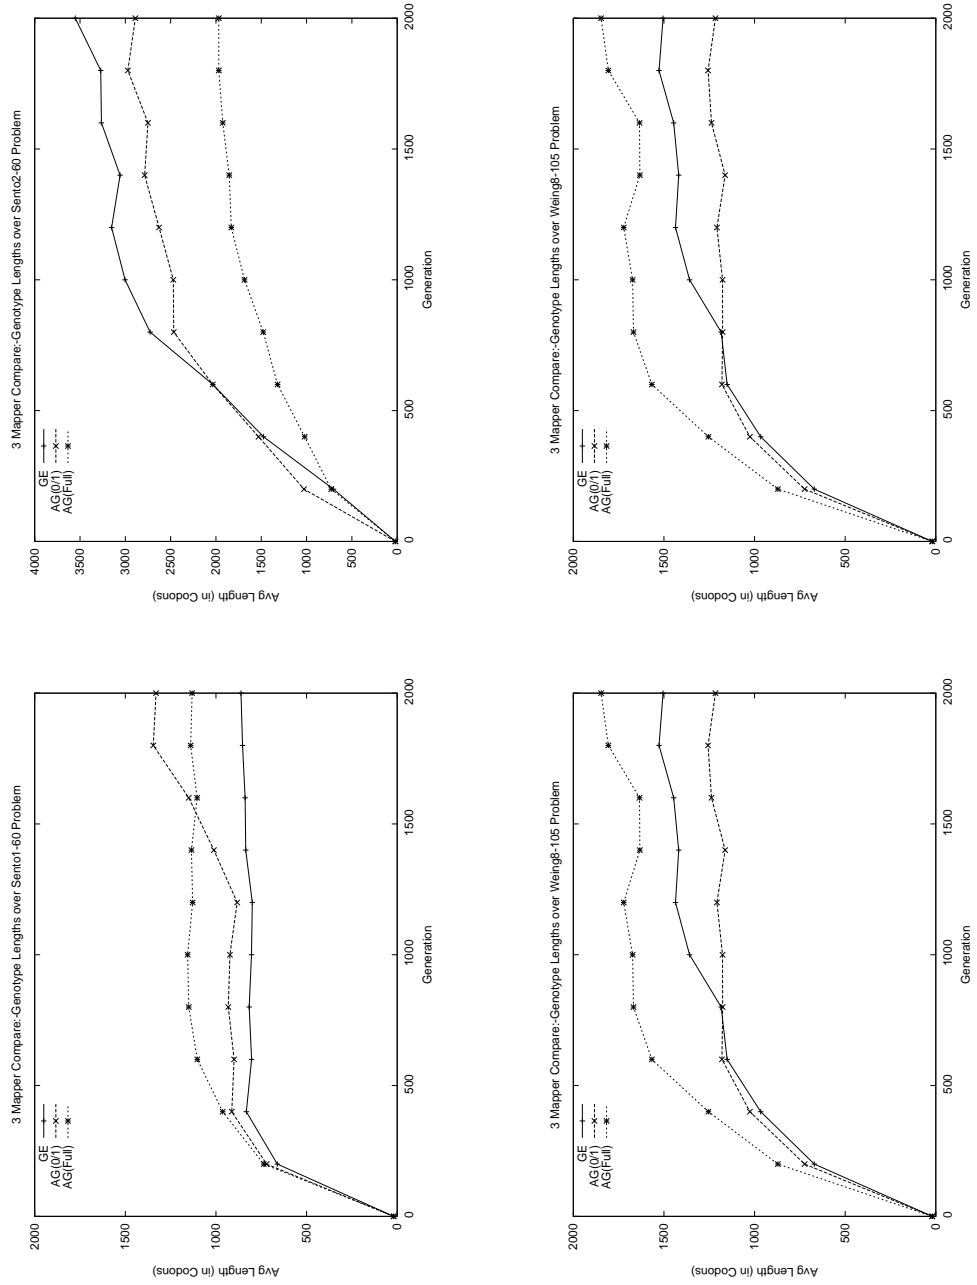 3 Mapper Compare:-Genotype Lengths over Sento1-60 Problem
2000
1500
1000
500
0
Avg Length (in Codons)
GE
AG(0/1)
AG(Full)
0
500
1000
1500
2000
Generation
3 Mapper Compare:-Genotype Lengths over Sento2-60 Problem
4000
3500
3000
2500
2000
1500
1000
500
0
Avg Length (in Codons)
GE
AG(0/1)
AG(Full)
0
500
1000
1500
2000
Generation
3 Mapper Compare:-Genotype Lengths over Weing8-105 Problem
2000
1500
1000
500
0
Avg Length (in Codons)
GE
AG(0/1)
AG(Full)
0
500
1000
1500
2000
Generation
3 Mapper Compare:-Genotype Lengths over Weing8-105 Problem
2000
1500
1000
500
0
Avg Length (in Codons)
GE
AG(0/1)
AG(Full)
0
500
1000
1500
2000
Generation